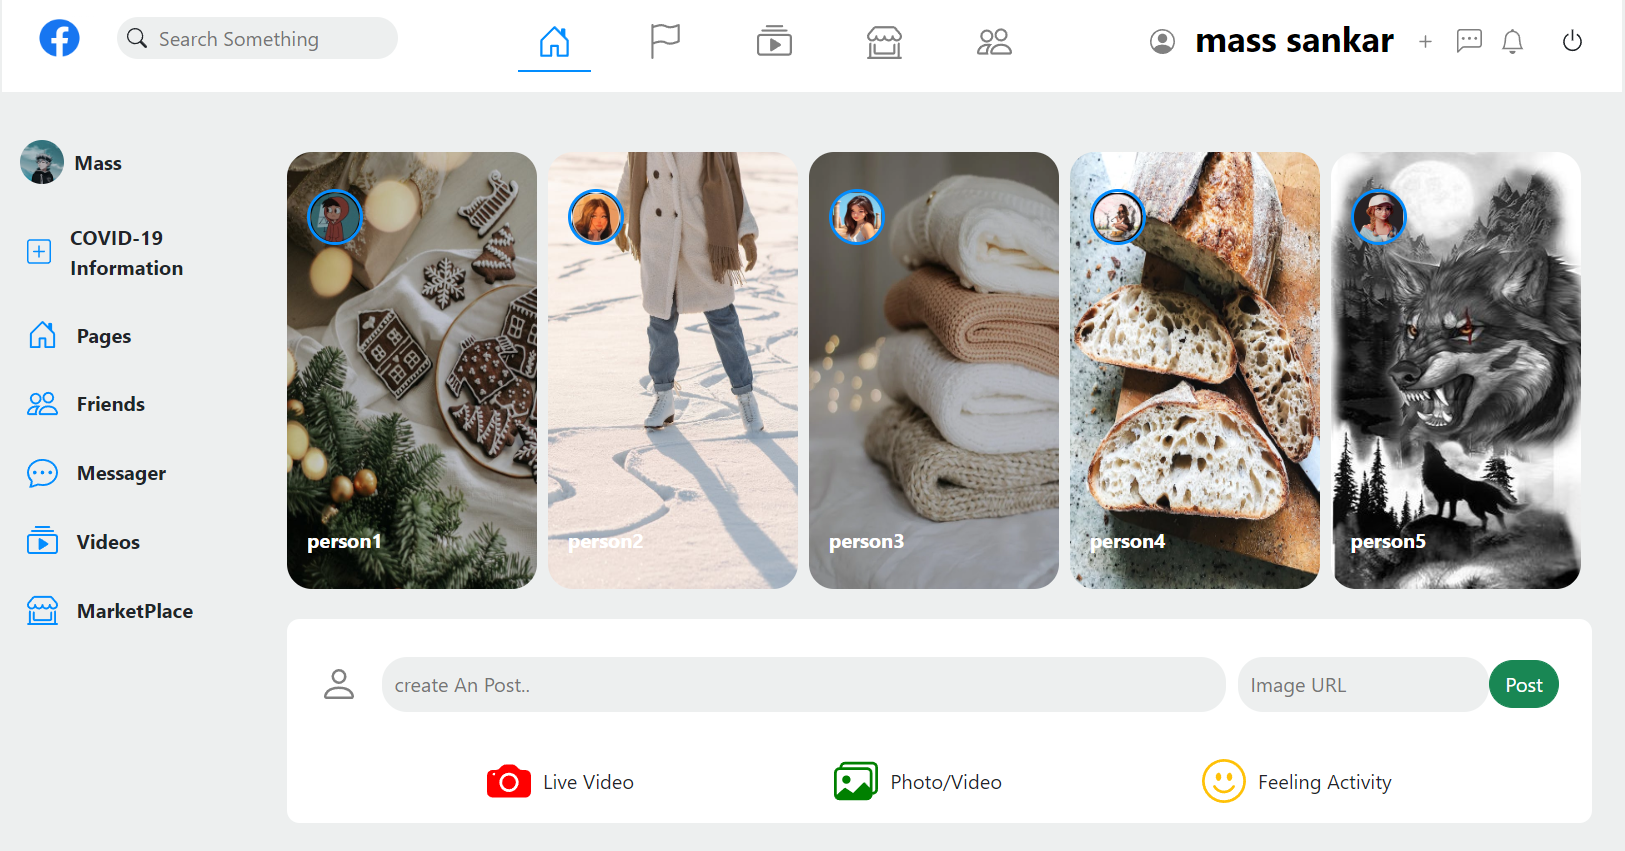 Search Something
mass sankar
Mass
COVID-19
Information
Pages
Friends
Messager
Videos
MarketPlace
person1
person2
person3
person4
person5
create An Post..
Image URL
Post
Live Video
Photo/Video
Feeling Activity